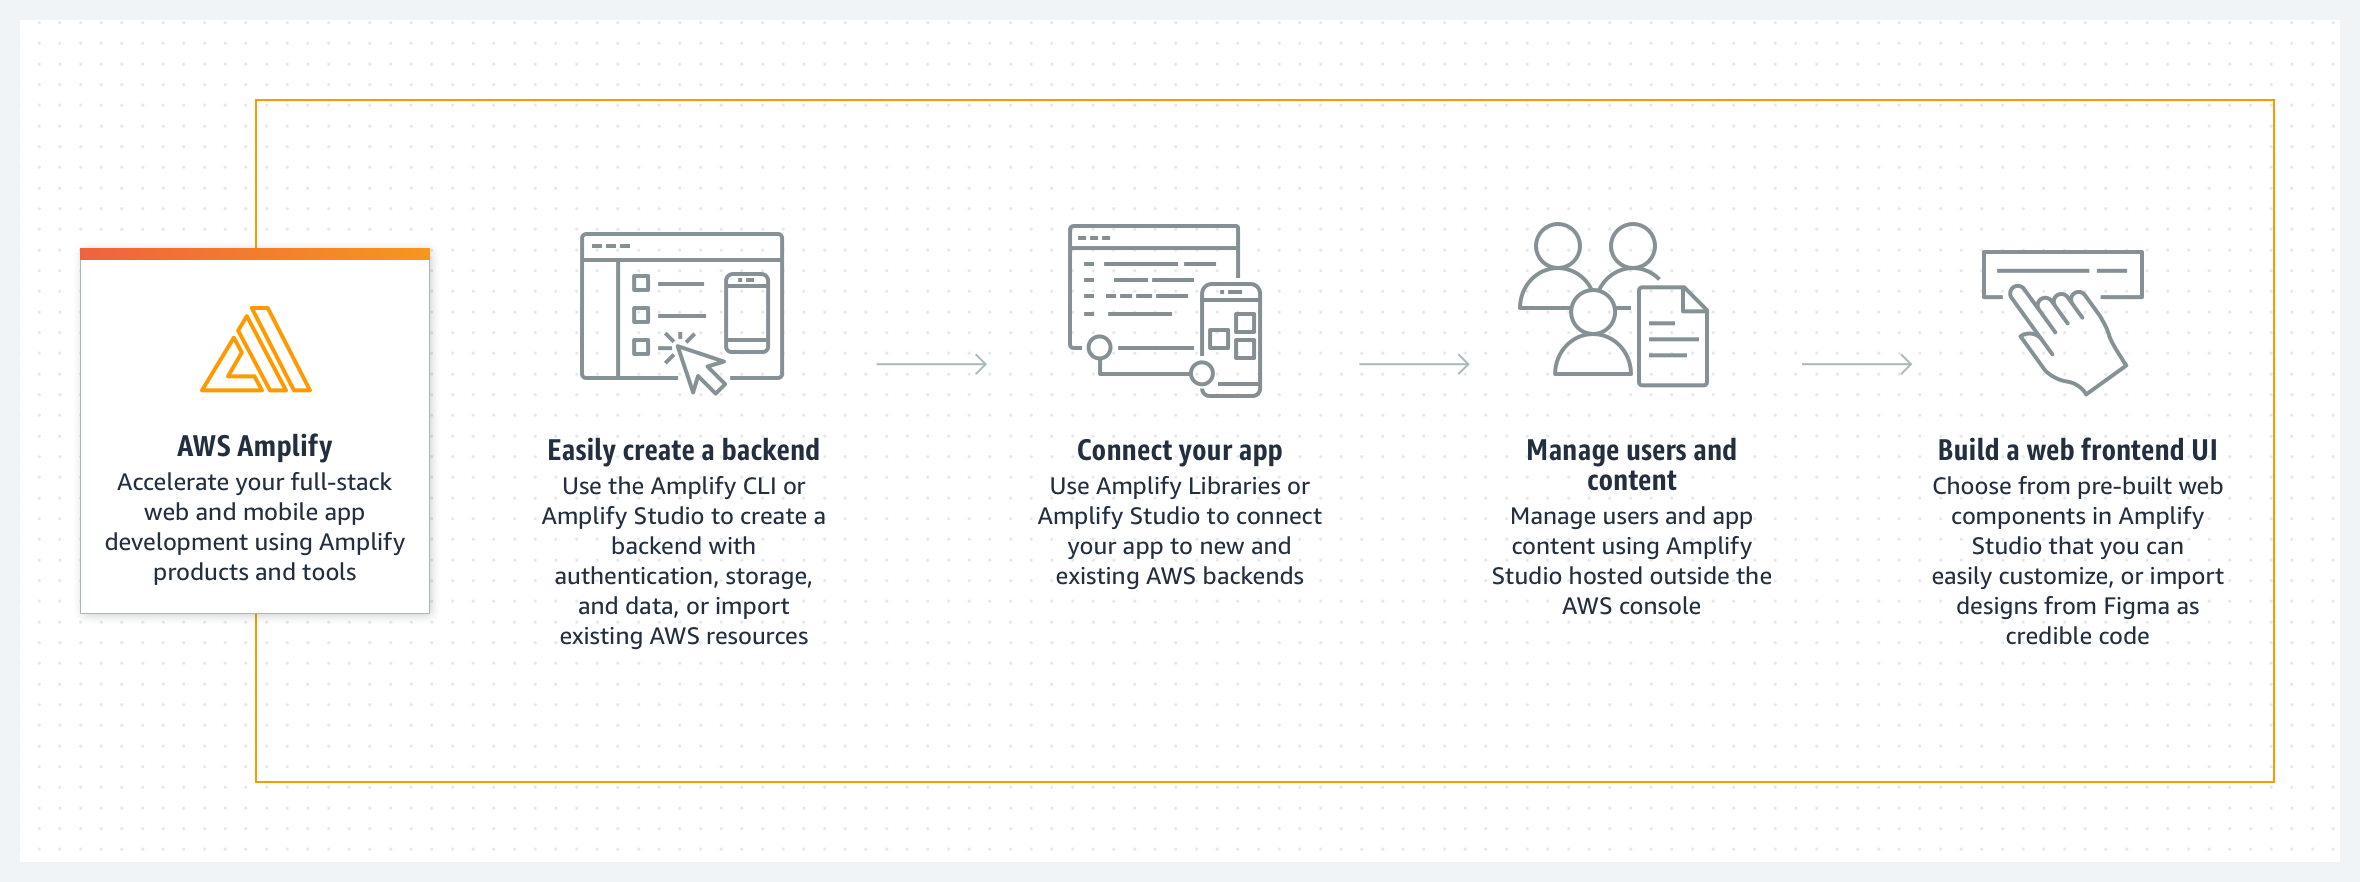 AWS Amplify
Accelerate your full-stack
web and mobile app
development using Amplify
products and tools
Easily create a backend
Use the Amplify CLI or
Amplify Studio to create a
backend with
authentication, storage,
and data, or import
existing AWS resources
Connect your app
Use Amplify Libraries or
Amplify Studio to connect
your app to new and
existing AWS backends
Manage users and
content
Manage users and app
content using Amplify
Studio hosted outside the
AWS console
Build a web frontend UI
Choose from pre-built web
components in Amplify
Studio that you can
easily customize, or import
designs from Figma as
credible code